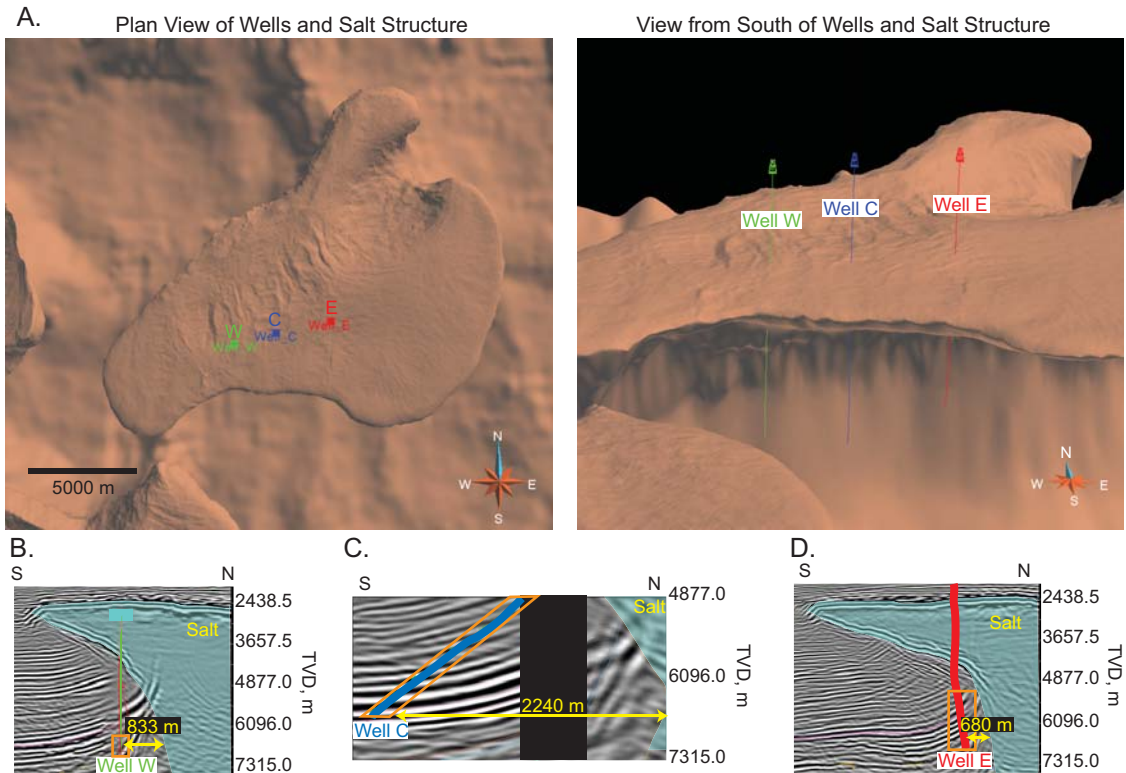 A.
Plan View of Wells and Salt Structure
View from South of Wells and Salt Structure
W
Well_W
C
Well_C
E
Well_E
5000 m
N
W
E
S
Well W
Well C
Well E
N
W
E
S
B.
S
N
Salt
2438.5
3657.5
4877.0
6096.0
7315.0
TVD, m
833 m
Well W
C.
S
N
Salt
4877.0
6096.0
7315.0
TVD, m
2240 m
Well C
D.
S
N
Salt
2438.5
3657.5
4877.0
6096.0
7315.0
TVD, m
680 m
Well E